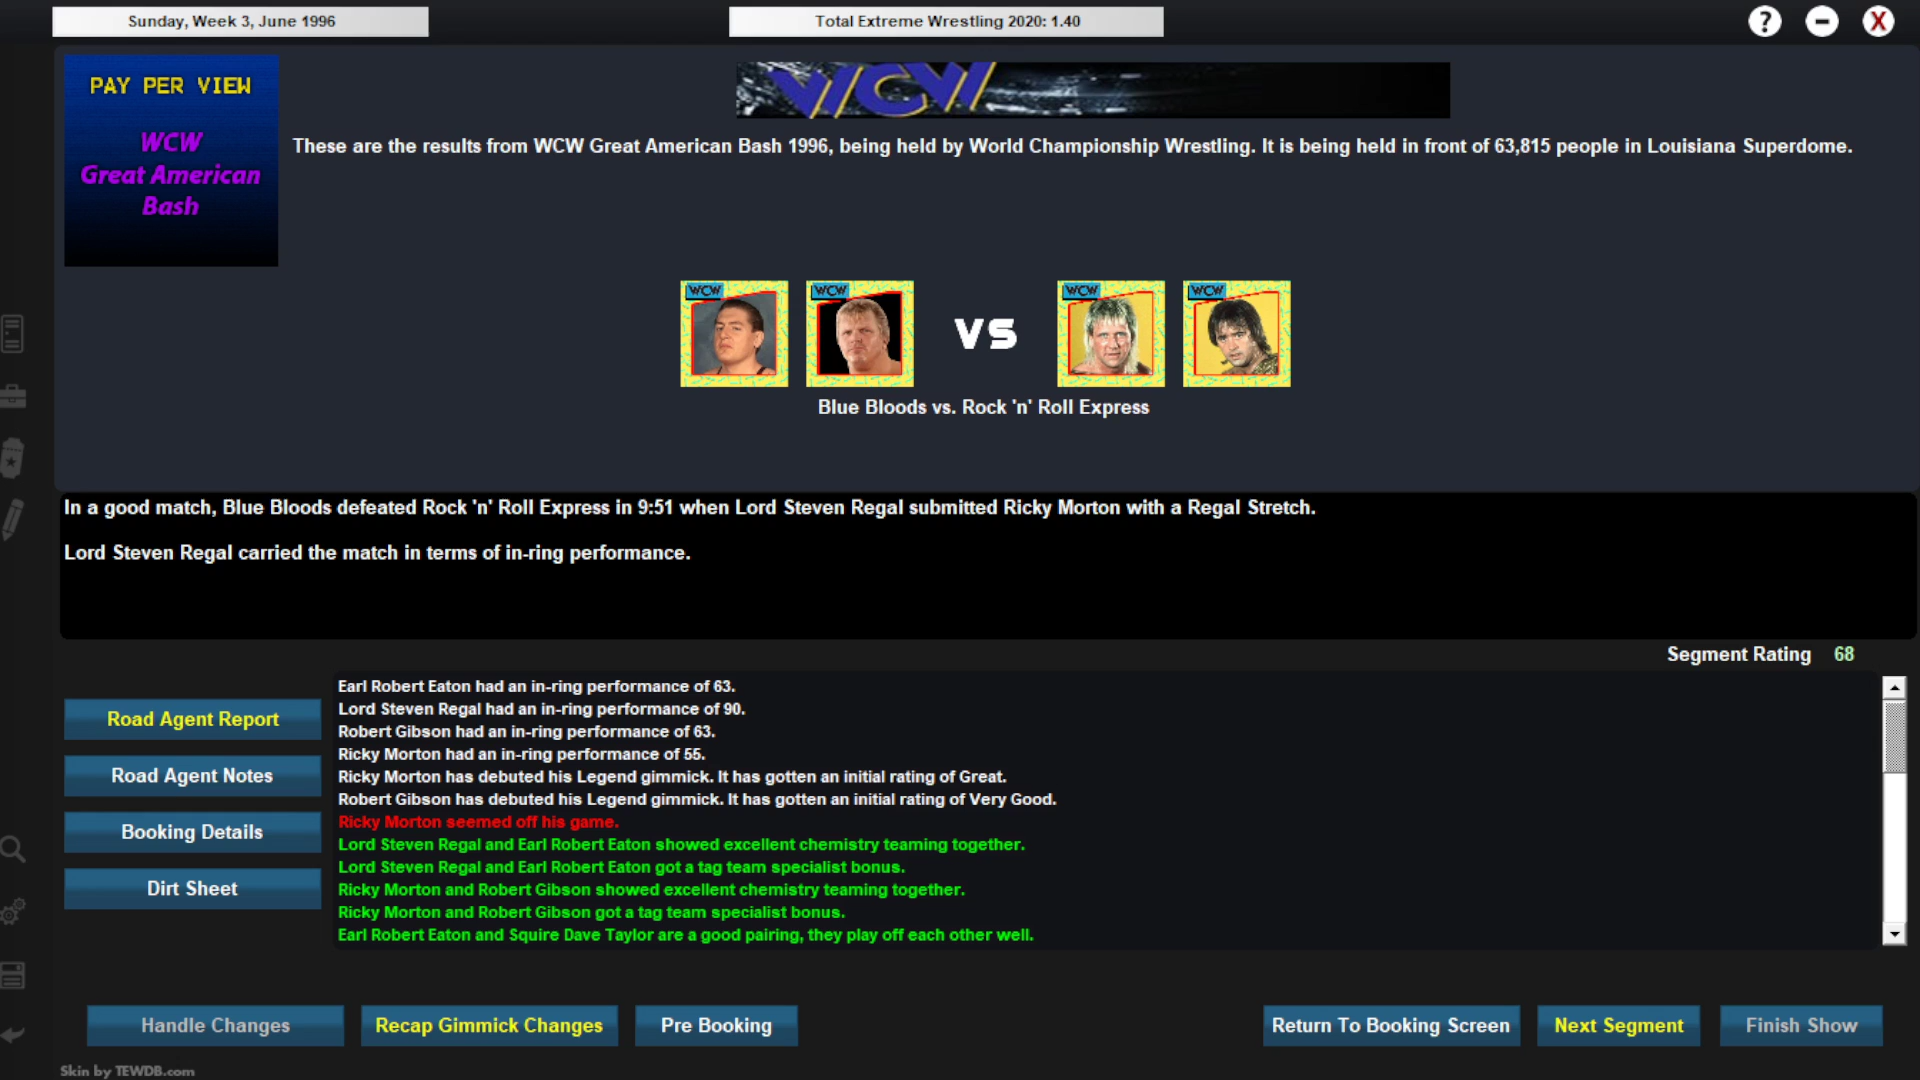 Sunday, Week 3, June 1996
Total Extreme Wrestling 2020: 1.40
?
X
PAY PER VIEW
WCW
Great American
Bash
WCW
These are the results from WCW Great American Bash 1996, being held by World Championship Wrestling. It is being held in front of 63,815 people in Louisiana Superdome.
WCW
WCW
VS
WCW
WCW
Blue Bloods vs. Rock 'n' Roll Express
In a good match, Blue Bloods defeated Rock 'n' Roll Express in 9:51 when Lord Steven Regal submitted Ricky Morton with a Regal Stretch.
Lord Steven Regal carried the match in terms of in-ring performance.
Segment Rating 68
Road Agent Report
Road Agent Notes
Booking Details
Dirt Sheet
Earl Robert Eaton had an in-ring performance of 63.
Lord Steven Regal had an in-ring performance of 90.
Robert Gibson had an in-ring performance of 63.
Ricky Morton had an in-ring performance of 55.
Ricky Morton has debuted his Legend gimmick. It has gotten an initial rating of Great.
Robert Gibson has debuted his Legend gimmick. It has gotten an initial rating of Very Good.
Ricky Morton seemed off his game.
Lord Steven Regal and Earl Robert Eaton showed excellent chemistry teaming together.
Lord Steven Regal and Earl Robert Eaton got a tag team specialist bonus.
Ricky Morton and Robert Gibson showed excellent chemistry teaming together.
Ricky Morton and Robert Gibson got a tag team specialist bonus.
Earl Robert Eaton and Squire Dave Taylor are a good pairing, they play off each other well.
Handle Changes
Recap Gimmick Changes
Pre Booking
Return To Booking Screen
Next Segment
Finish Show
Skin by TEWDB.com